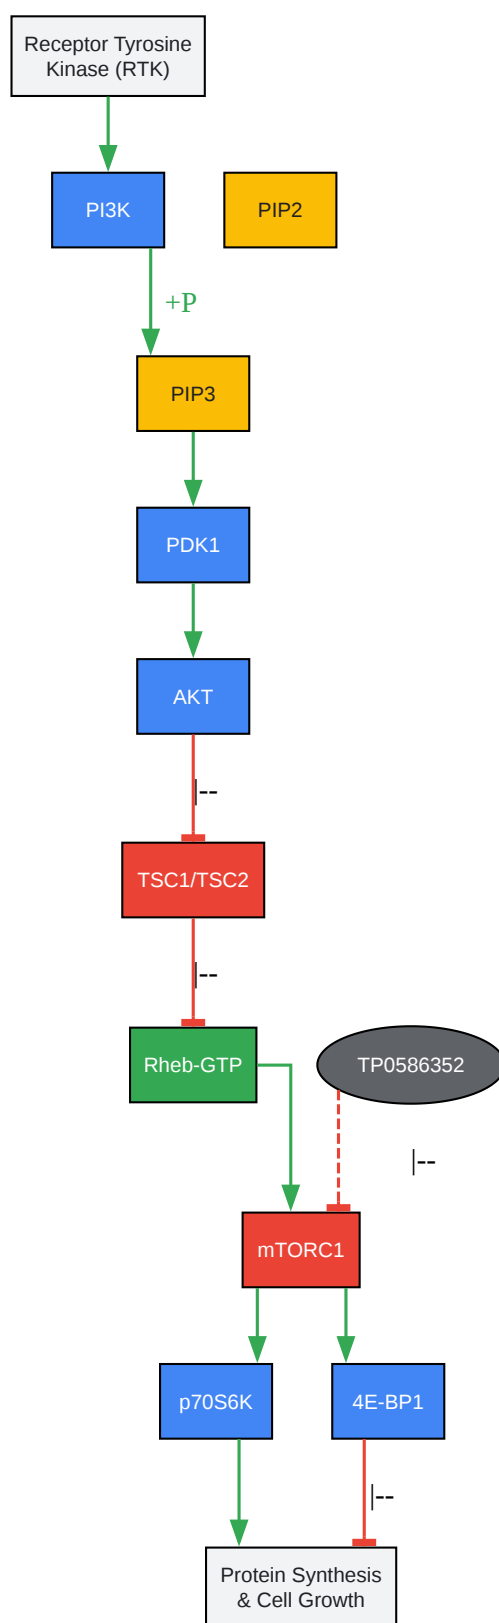 Receptor Tyrosine
Kinase (RTK)
PI3K
PIP2
+P
PIP3
PDK1
AKT
|--
TSC1/TSC2
|--
Rheb-GTP
TP0586352
|--
mTORC1
p70S6K
4E-BP1
|--
Protein Synthesis
& Cell Growth